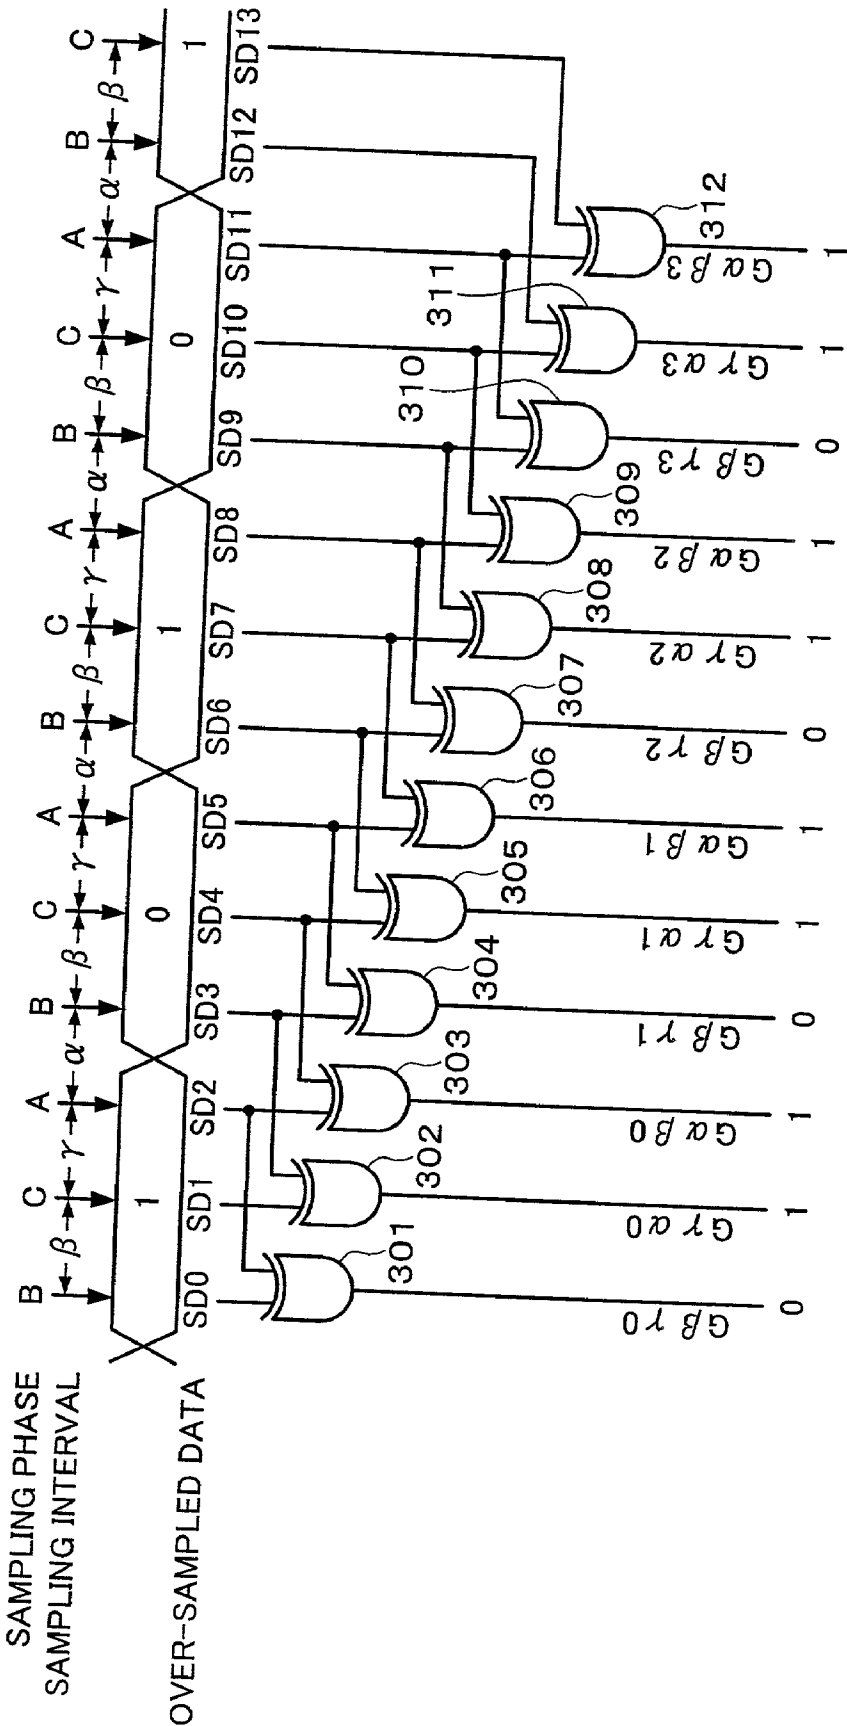 SAMPLING PHASE B C A B C A B C A B C A B C
SAMPLING INTERVAL β γ α β γ α β γ α β γ α β
1 0 1 0 1
OVER-SAMPLED DATA SD0 SD1 SD2 SD3 SD4 SD5 SD6 SD7 SD8 SD9 SD10 SD11 SD12 SD13
301 302 303 304 305 306 307 308 309 310 311 312
Gβγ0 Gγα0 Gαβ0 Gβγ1 Gγα1 Gαβ1 Gβγ2 Gγα2 Gαβ2 Gβγ3 Gγα3 Gαβ3
0 1 1 0 1 1 0 1 1 0 1 1